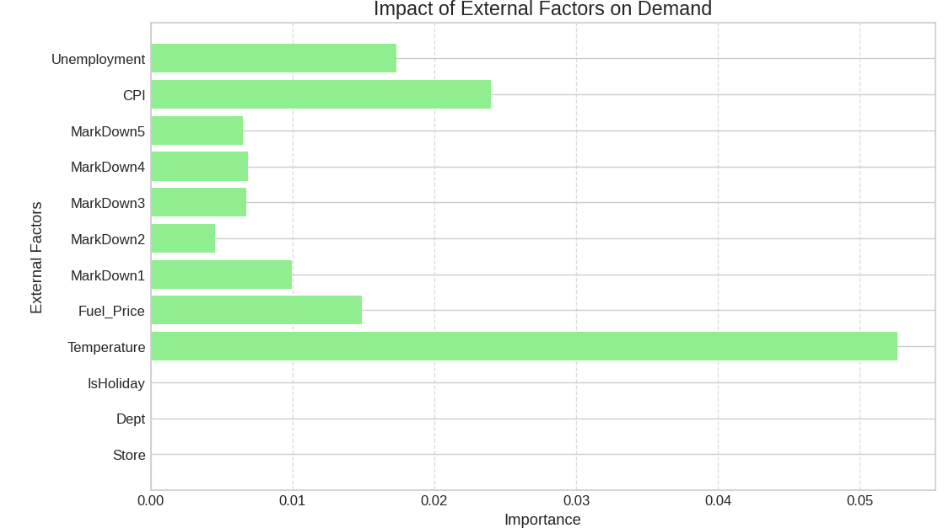 Impact of External Factors on Demand
External Factors
Unemployment
CPI
MarkDown5
MarkDown4
MarkDown3
MarkDown2
MarkDown1
Fuel_Price
Temperature
IsHoliday
Dept
Store
0.00 0.01 0.02 0.03 0.04 0.05
Importance